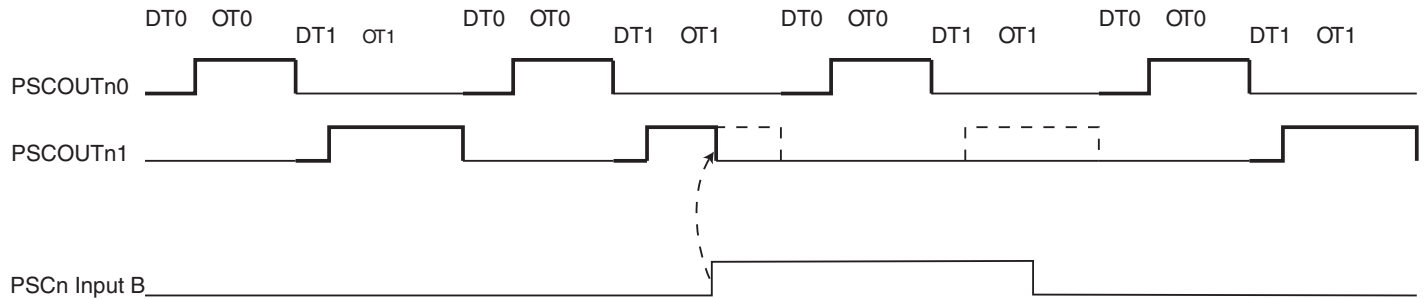 DT0 OT0 DT0 OT0 DT0 OT0 DT0 OT0
DT1 OT1 DT1 OT1 DT1 OT1 DT1 OT1
PSCOUTn0
PSCOUTn1
PSCn Input B